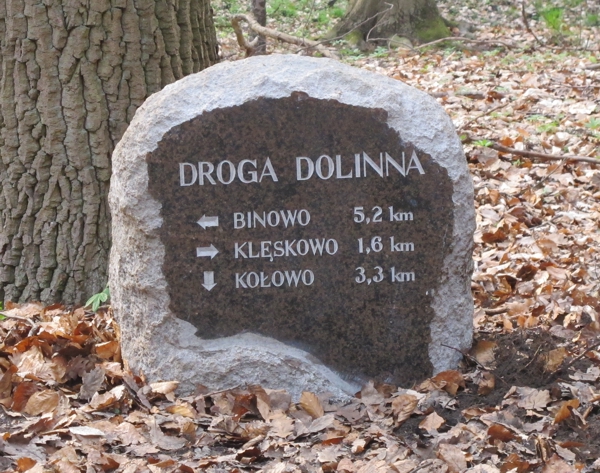 DROGA DOLINNA
← BINOWO 5,2 km
→ KLĘSKOWO 1,6 km
↓ KOŁOWO 3,3 km